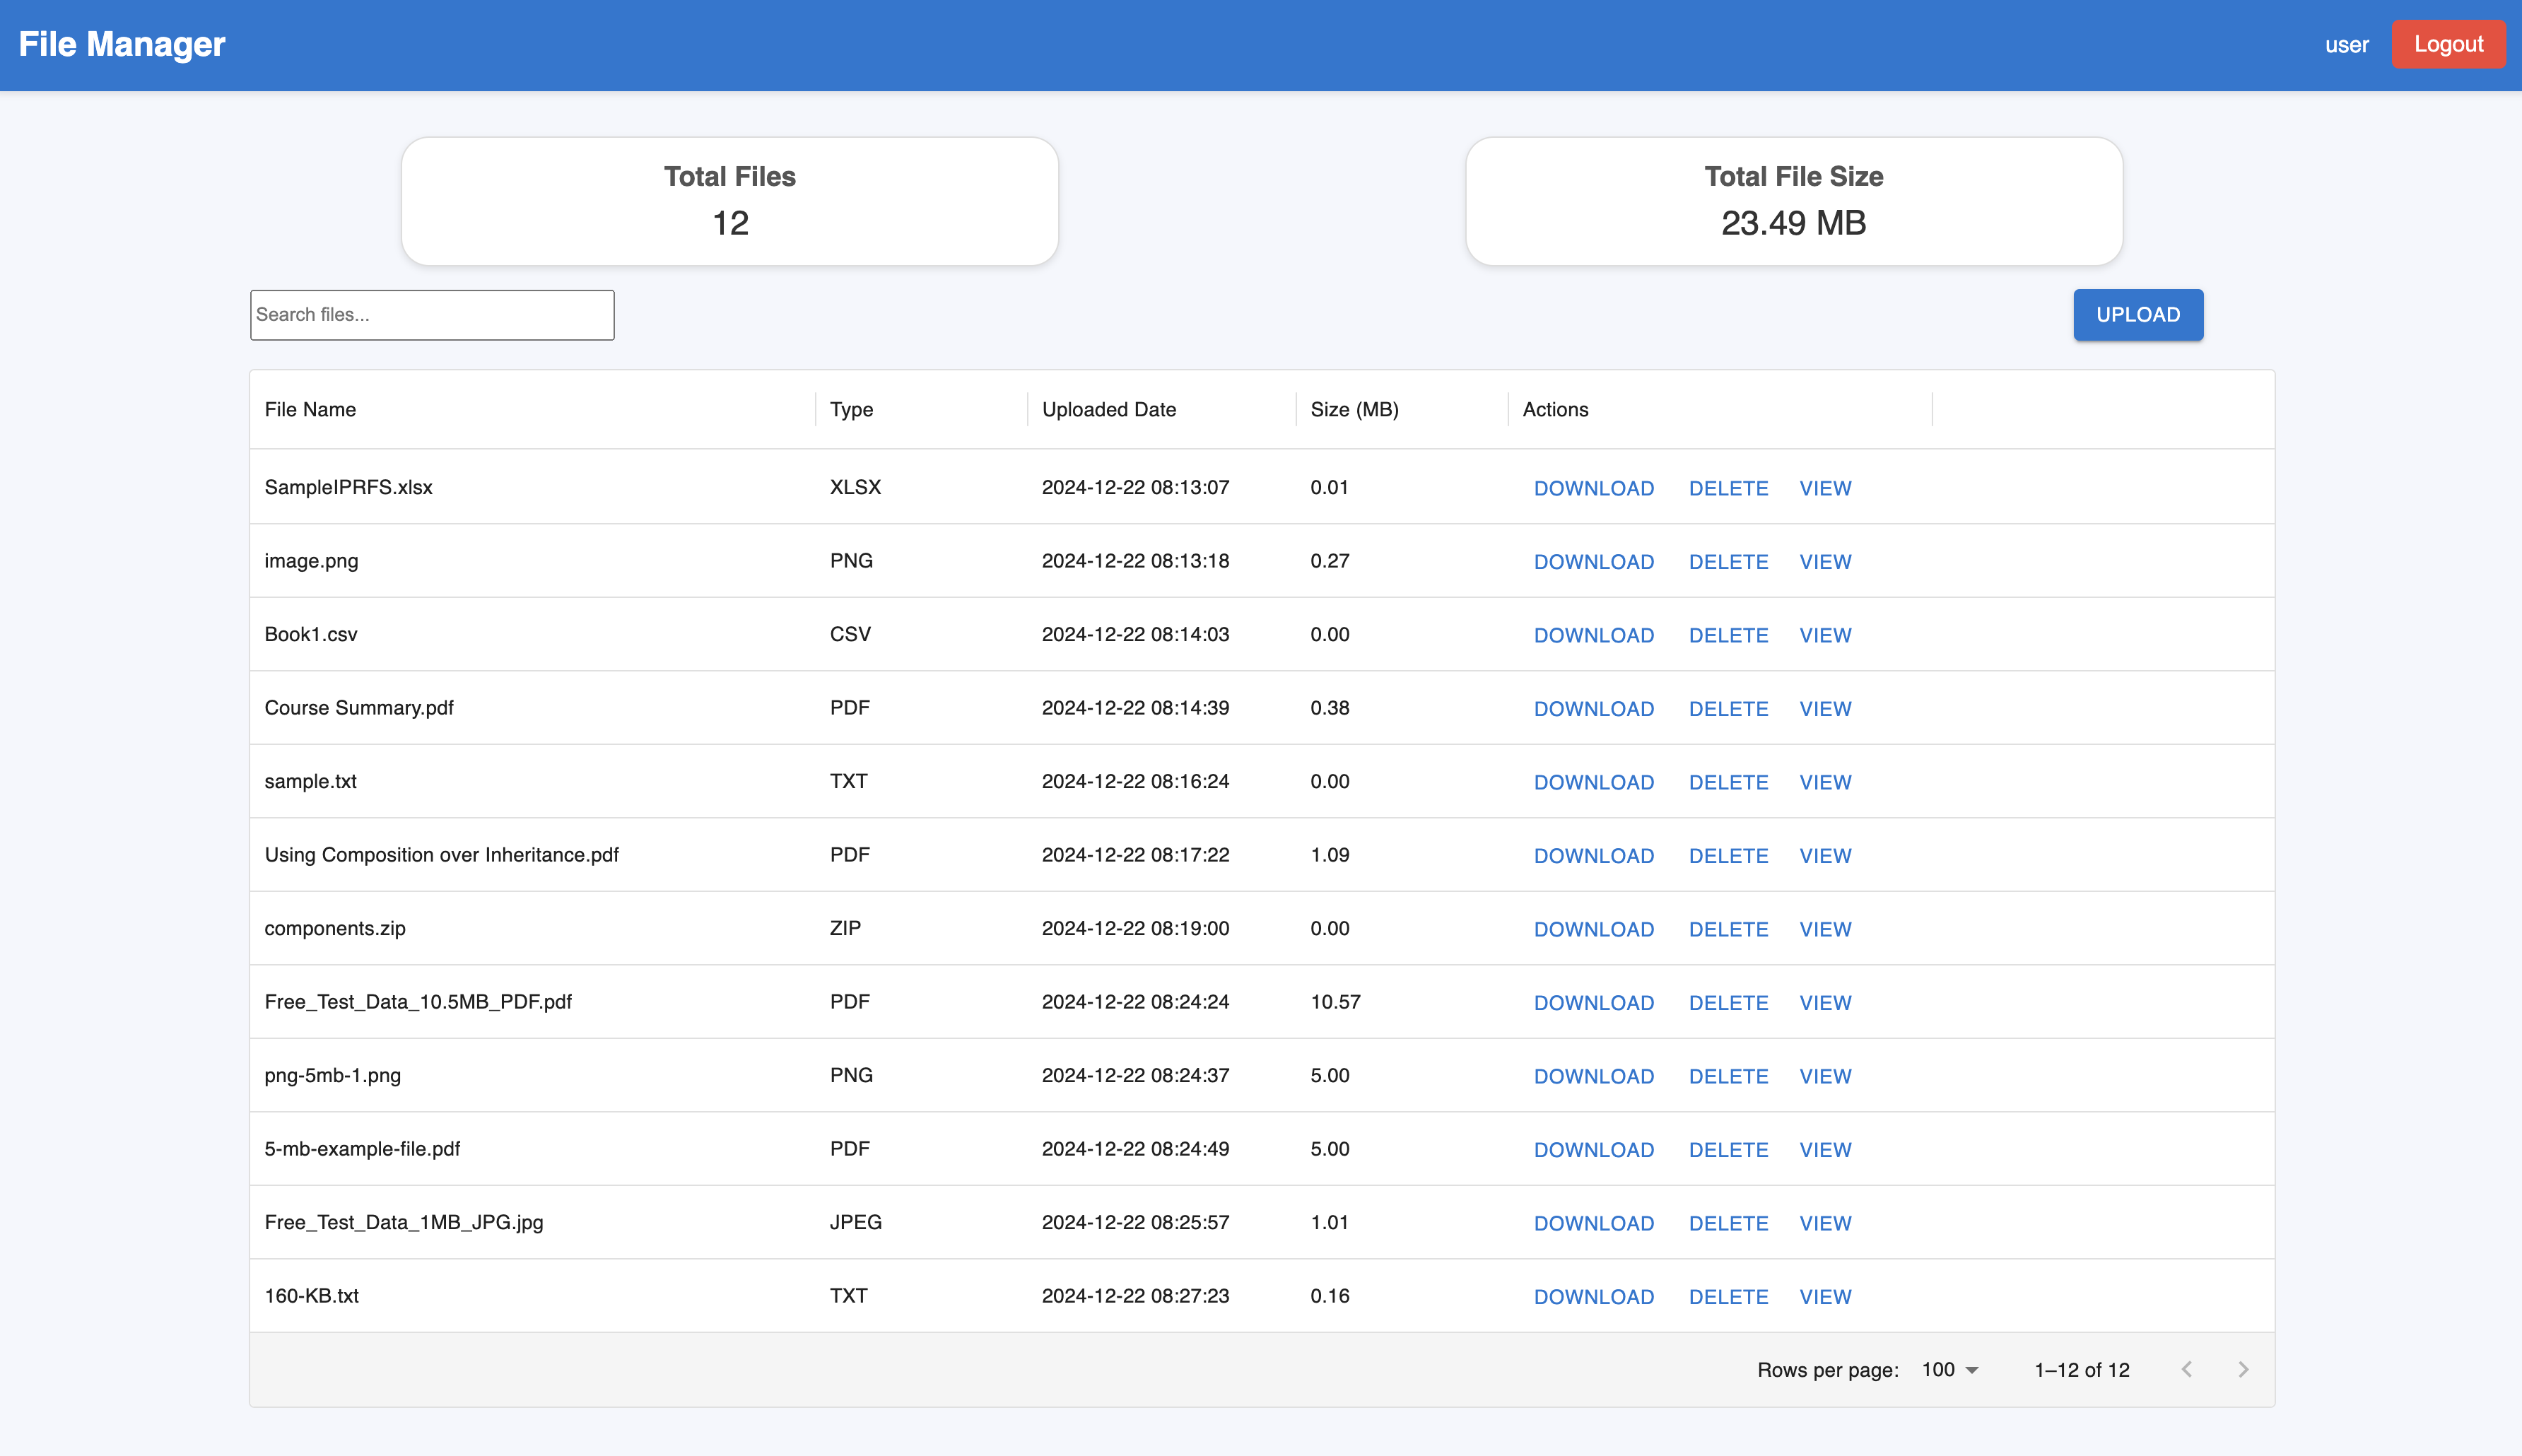 File Manager user Logout
Total Files Total File Size
12 23.49 MB
Search files... UPLOAD
File Name Type Uploaded Date Size (MB) Actions
SampleIPRFS.xlsx XLSX 2024-12-22 08:13:07 0.01 DOWNLOAD DELETE VIEW
image.png PNG 2024-12-22 08:13:18 0.27 DOWNLOAD DELETE VIEW
Book1.csv CSV 2024-12-22 08:14:03 0.00 DOWNLOAD DELETE VIEW
Course Summary.pdf PDF 2024-12-22 08:14:39 0.38 DOWNLOAD DELETE VIEW
sample.txt TXT 2024-12-22 08:16:24 0.00 DOWNLOAD DELETE VIEW
Using Composition over Inheritance.pdf PDF 2024-12-22 08:17:22 1.09 DOWNLOAD DELETE VIEW
components.zip ZIP 2024-12-22 08:19:00 0.00 DOWNLOAD DELETE VIEW
Free_Test_Data_10.5MB_PDF.pdf PDF 2024-12-22 08:24:24 10.57 DOWNLOAD DELETE VIEW
png-5mb-1.png PNG 2024-12-22 08:24:37 5.00 DOWNLOAD DELETE VIEW
5-mb-example-file.pdf PDF 2024-12-22 08:24:49 5.00 DOWNLOAD DELETE VIEW
Free_Test_Data_1MB_JPG.jpg JPEG 2024-12-22 08:25:57 1.01 DOWNLOAD DELETE VIEW
160-KB.txt TXT 2024-12-22 08:27:23 0.16 DOWNLOAD DELETE VIEW
Rows per page: 100 1–12 of 12